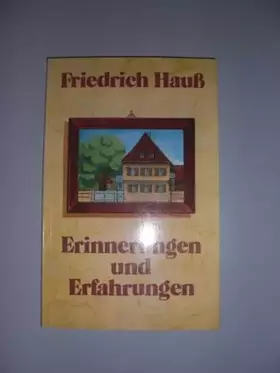 Friedrich Hauß
Erinnerungen
und
Erfahrungen